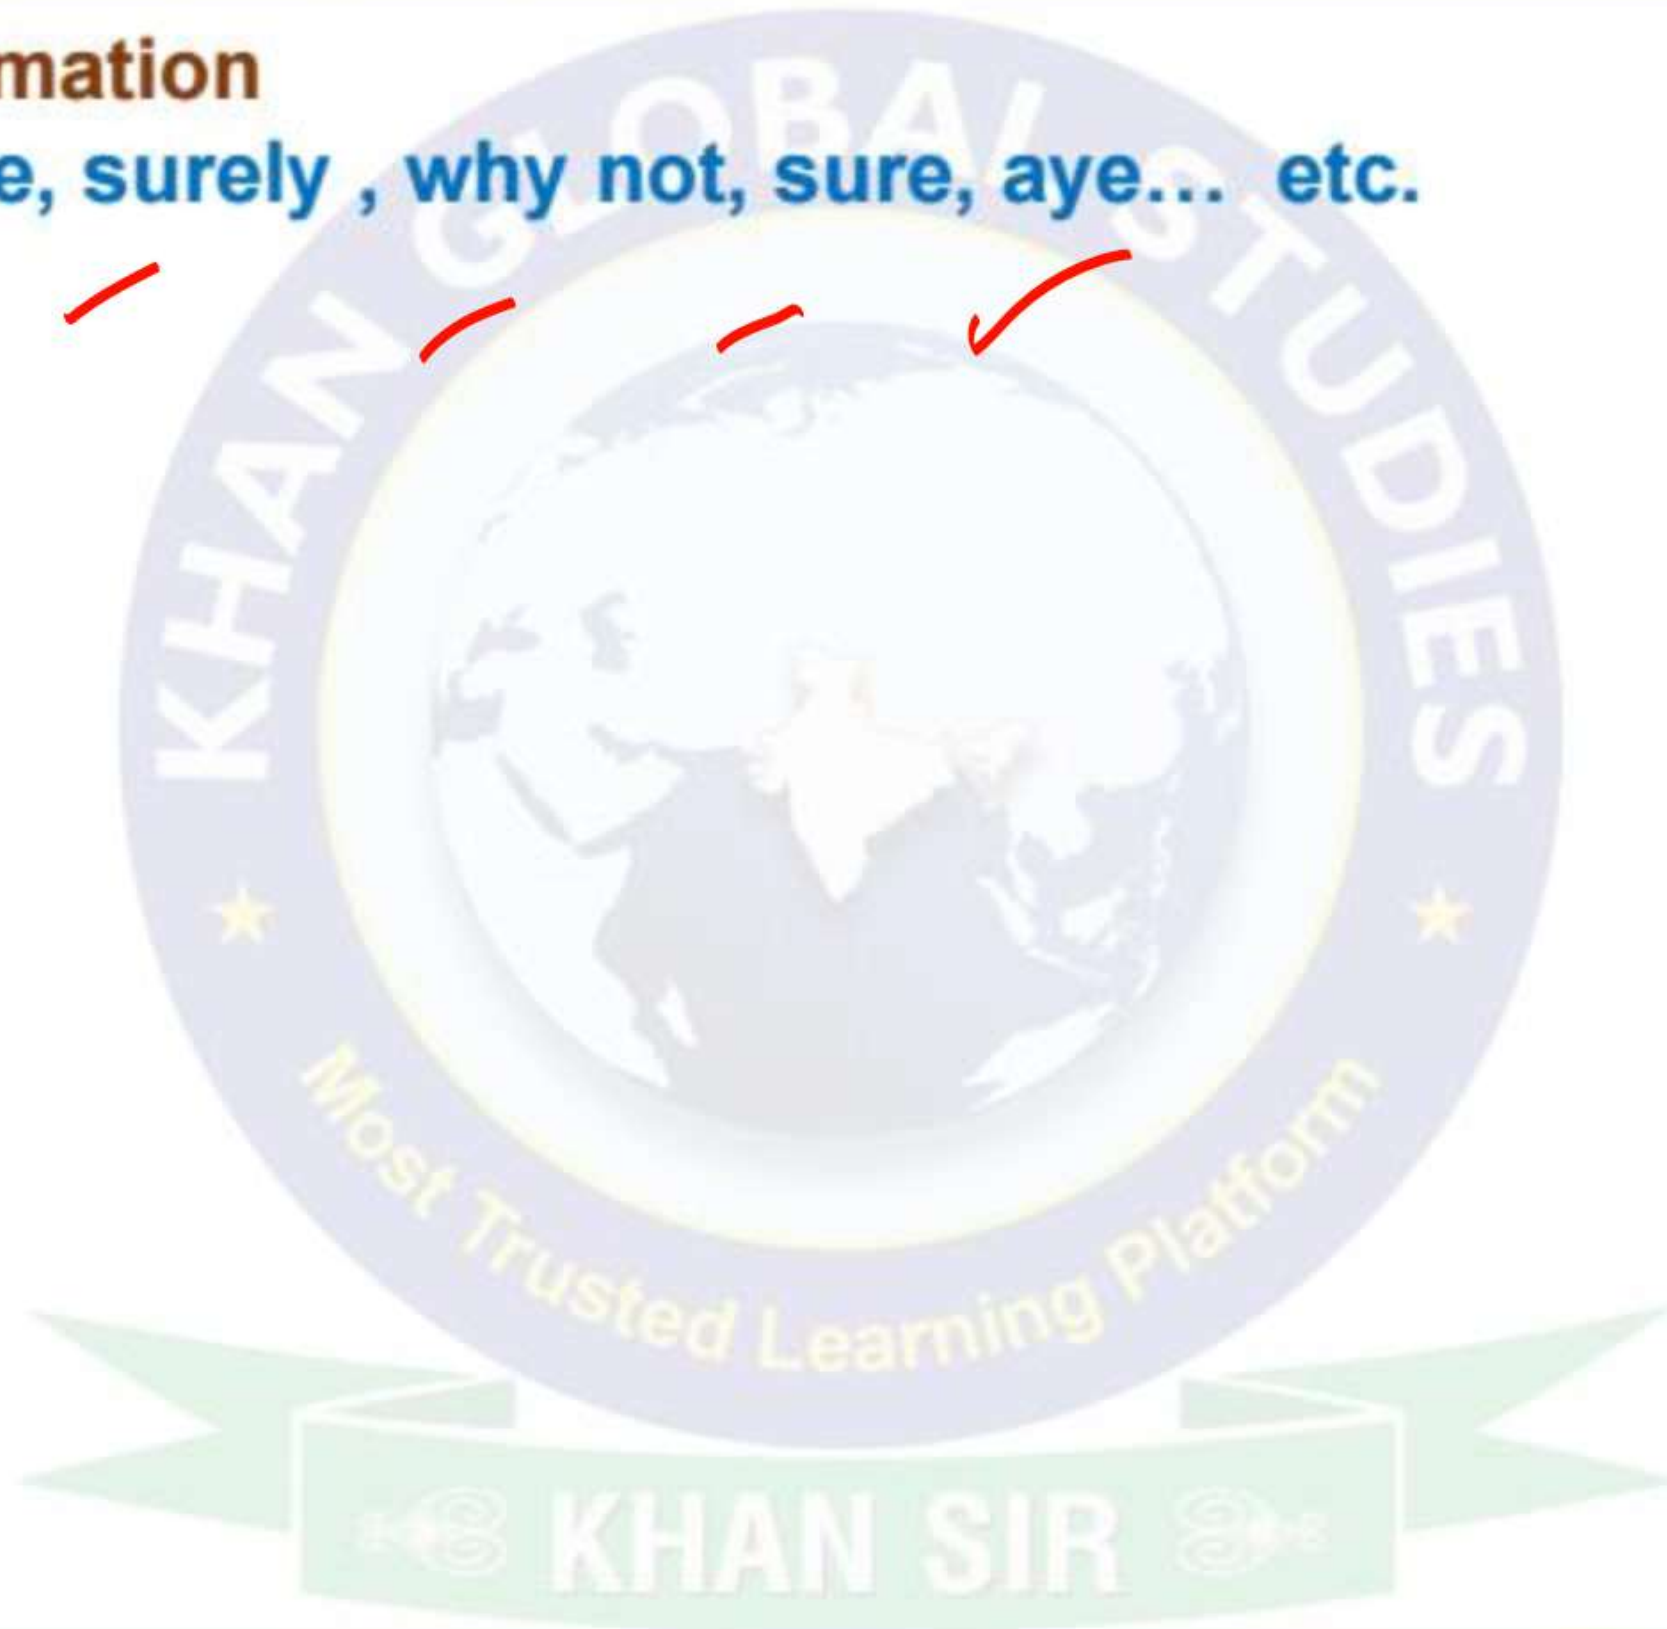 mation
e, surely , why not, sure, aye... etc.
KHAN GLOBAL STUDIES
Most Trusted Learning Platform
KHAN SIR